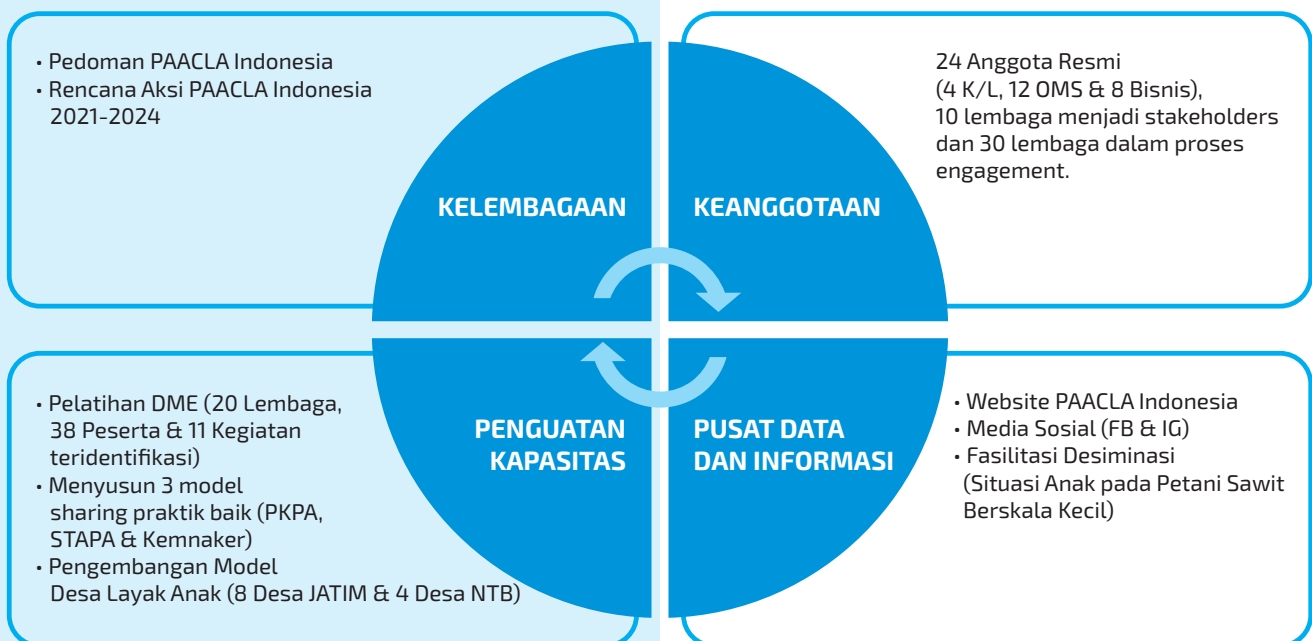 • Pedoman PAACLA Indonesia
• Rencana Aksi PAACLA Indonesia
2021-2024
KELEMBAGAAN
24 Anggota Resmi
(4 K/L, 12 OMS & 8 Bisnis),
10 lembaga menjadi stakeholders
dan 30 lembaga dalam proses
engagement.
KEANGGOTAAN
• Pelatihan DME (20 Lembaga,
38 Peserta & 11 Kegiatan
teridentifikasi)
• Menyusun 3 model
sharing praktik baik (PKPA,
STAPA & Kemnaker)
• Pengembangan Model
Desa Layak Anak (8 Desa JATIM & 4 Desa NTB)
PENGUATAN
KAPASITAS
PUSAT DATA
DAN INFORMASI
• Website PAACLA Indonesia
• Media Sosial (FB & IG)
• Fasilitasi Desiminasi
(Situasi Anak pada Petani Sawit
Berskala Kecil)